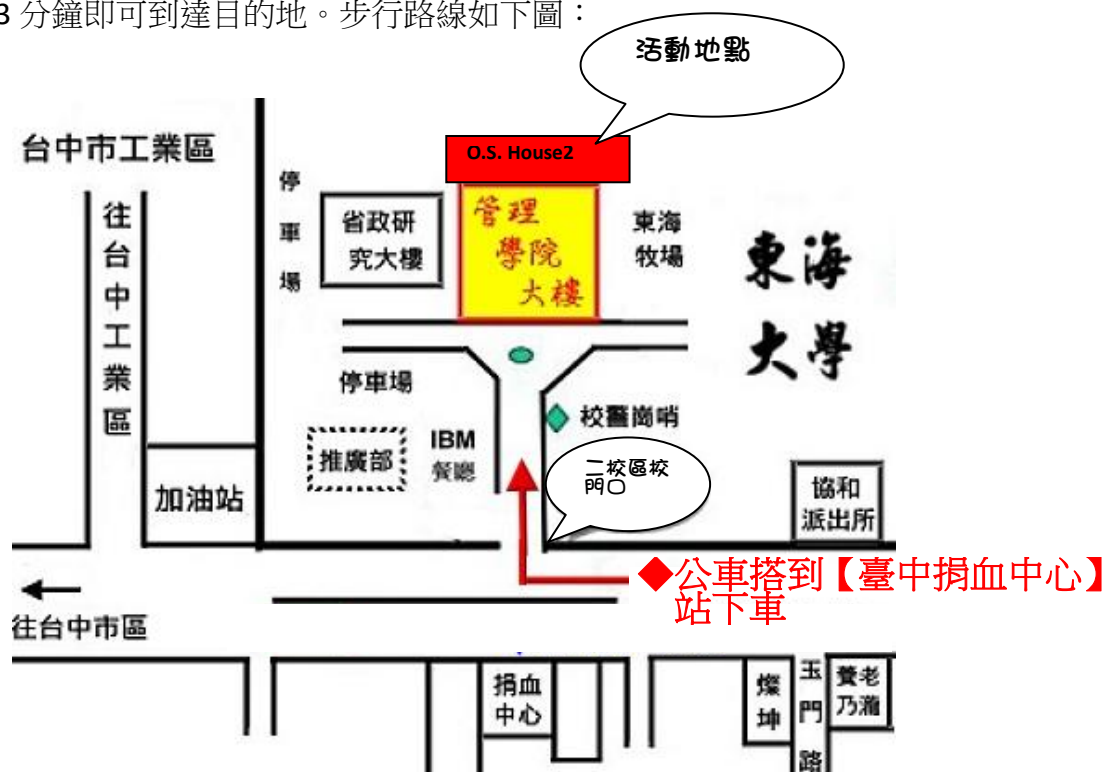 3 分鐘即可到達目的地。步行路線如下圖：
活動地點
台中市工業區
O.S. House2
停車場
往台中工業區
省政研
究大樓
管理
學院
大樓
東海
牧場
東海
大學
停車場
校警崗哨
推廣部
IBM
餐廳
二校區校
門口
加油站
協和
派出所
◆公車搭到【臺中捐血中心】
站下車
往台中市區
捐血
中心
燦坤
玉門路
養老
乃瀧